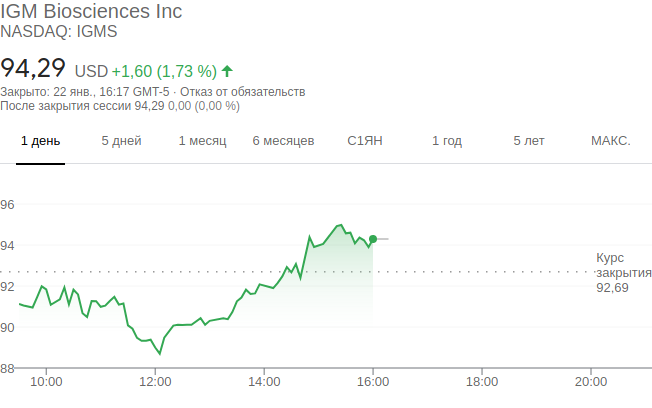 IGM Biosciences Inc
NASDAQ: IGMS
94,29 USD +1,60 (1,73 %)
Закрыто: 22 янв., 16:17 GMT-5 · Отказ от обязательств
После закрытия сессии 94,29 0,00 (0,00 %)
1 день 5 дней 1 месяц 6 месяцев С1ЯН 1 год 5 лет МАКС.
96
94
92
90
88
Курс
закрытия
92,69
10:00 12:00 14:00 16:00 18:00 20:00